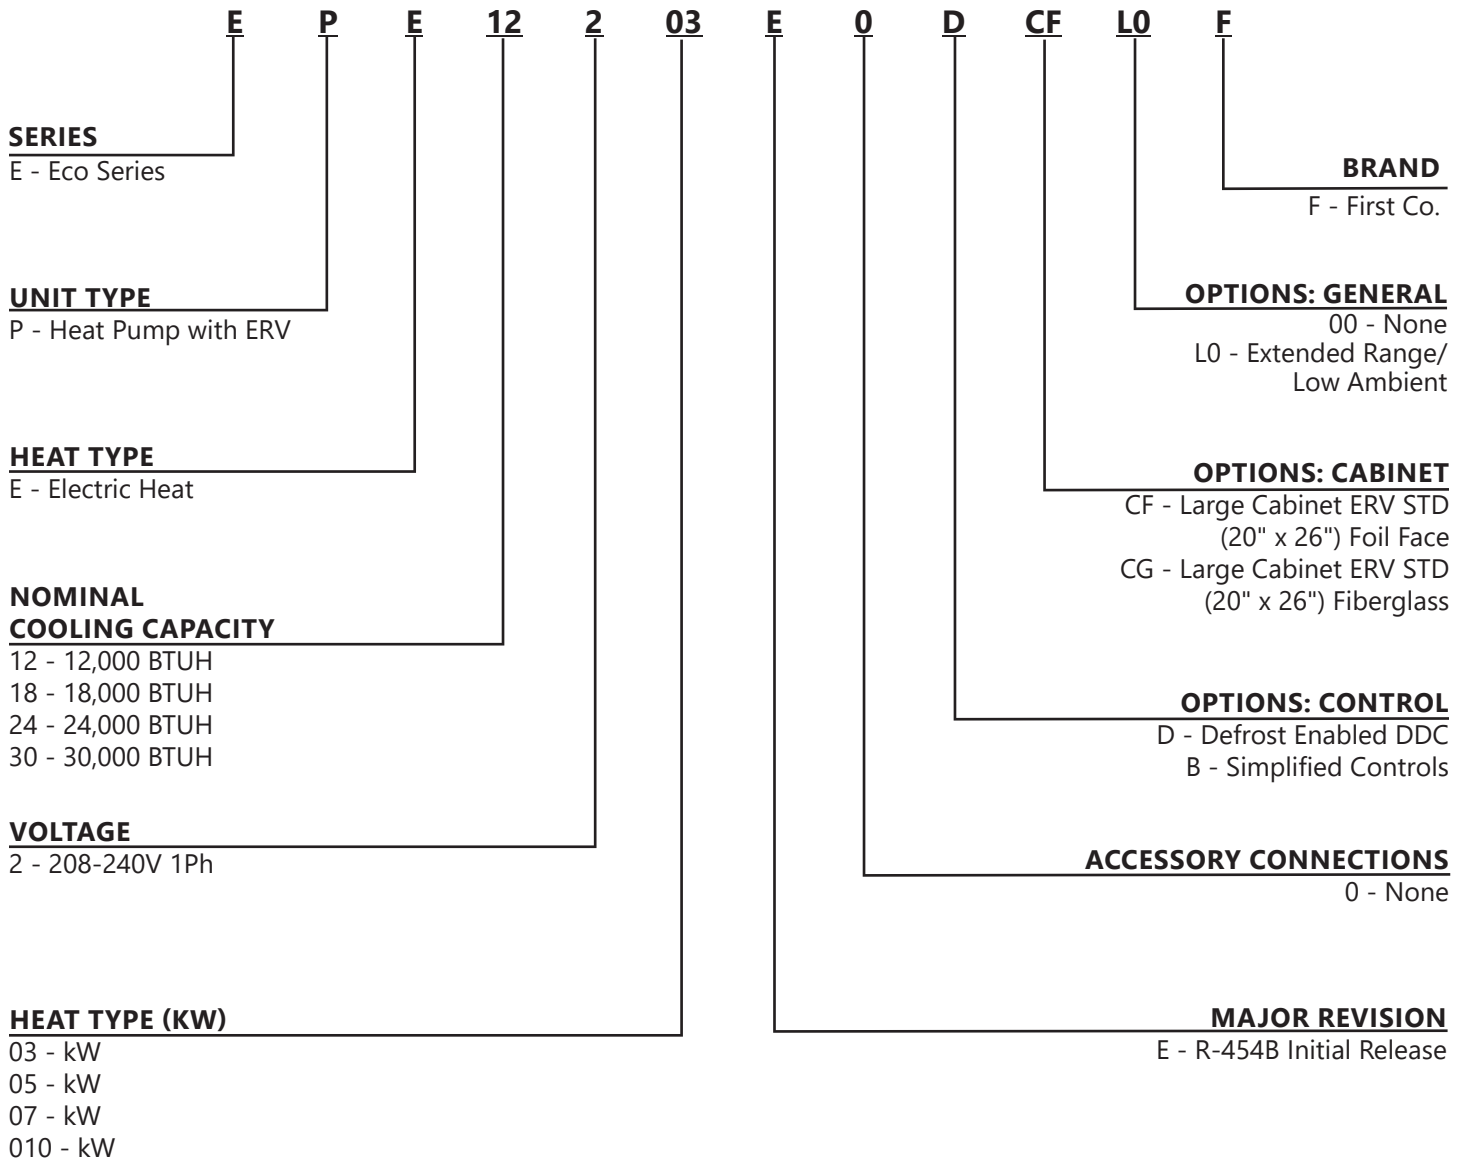 E P E 12 2 03 E 0 D CF L0 F
SERIES
E - Eco Series
UNIT TYPE
P - Heat Pump with ERV
HEAT TYPE
E - Electric Heat
NOMINAL
COOLING CAPACITY
12 - 12,000 BTUH
18 - 18,000 BTUH
24 - 24,000 BTUH
30 - 30,000 BTUH
VOLTAGE
2 - 208-240V 1Ph
HEAT TYPE (KW)
03 - kW
05 - kW
07 - kW
010 - kW
BRAND
F - First Co.
OPTIONS: GENERAL
00 - None
L0 - Extended Range/
Low Ambient
OPTIONS: CABINET
CF - Large Cabinet ERV STD
(20" x 26") Foil Face
CG - Large Cabinet ERV STD
(20" x 26") Fiberglass
OPTIONS: CONTROL
D - Defrost Enabled DDC
B - Simplified Controls
ACCESSORY CONNECTIONS
0 - None
MAJOR REVISION
E - R-454B Initial Release